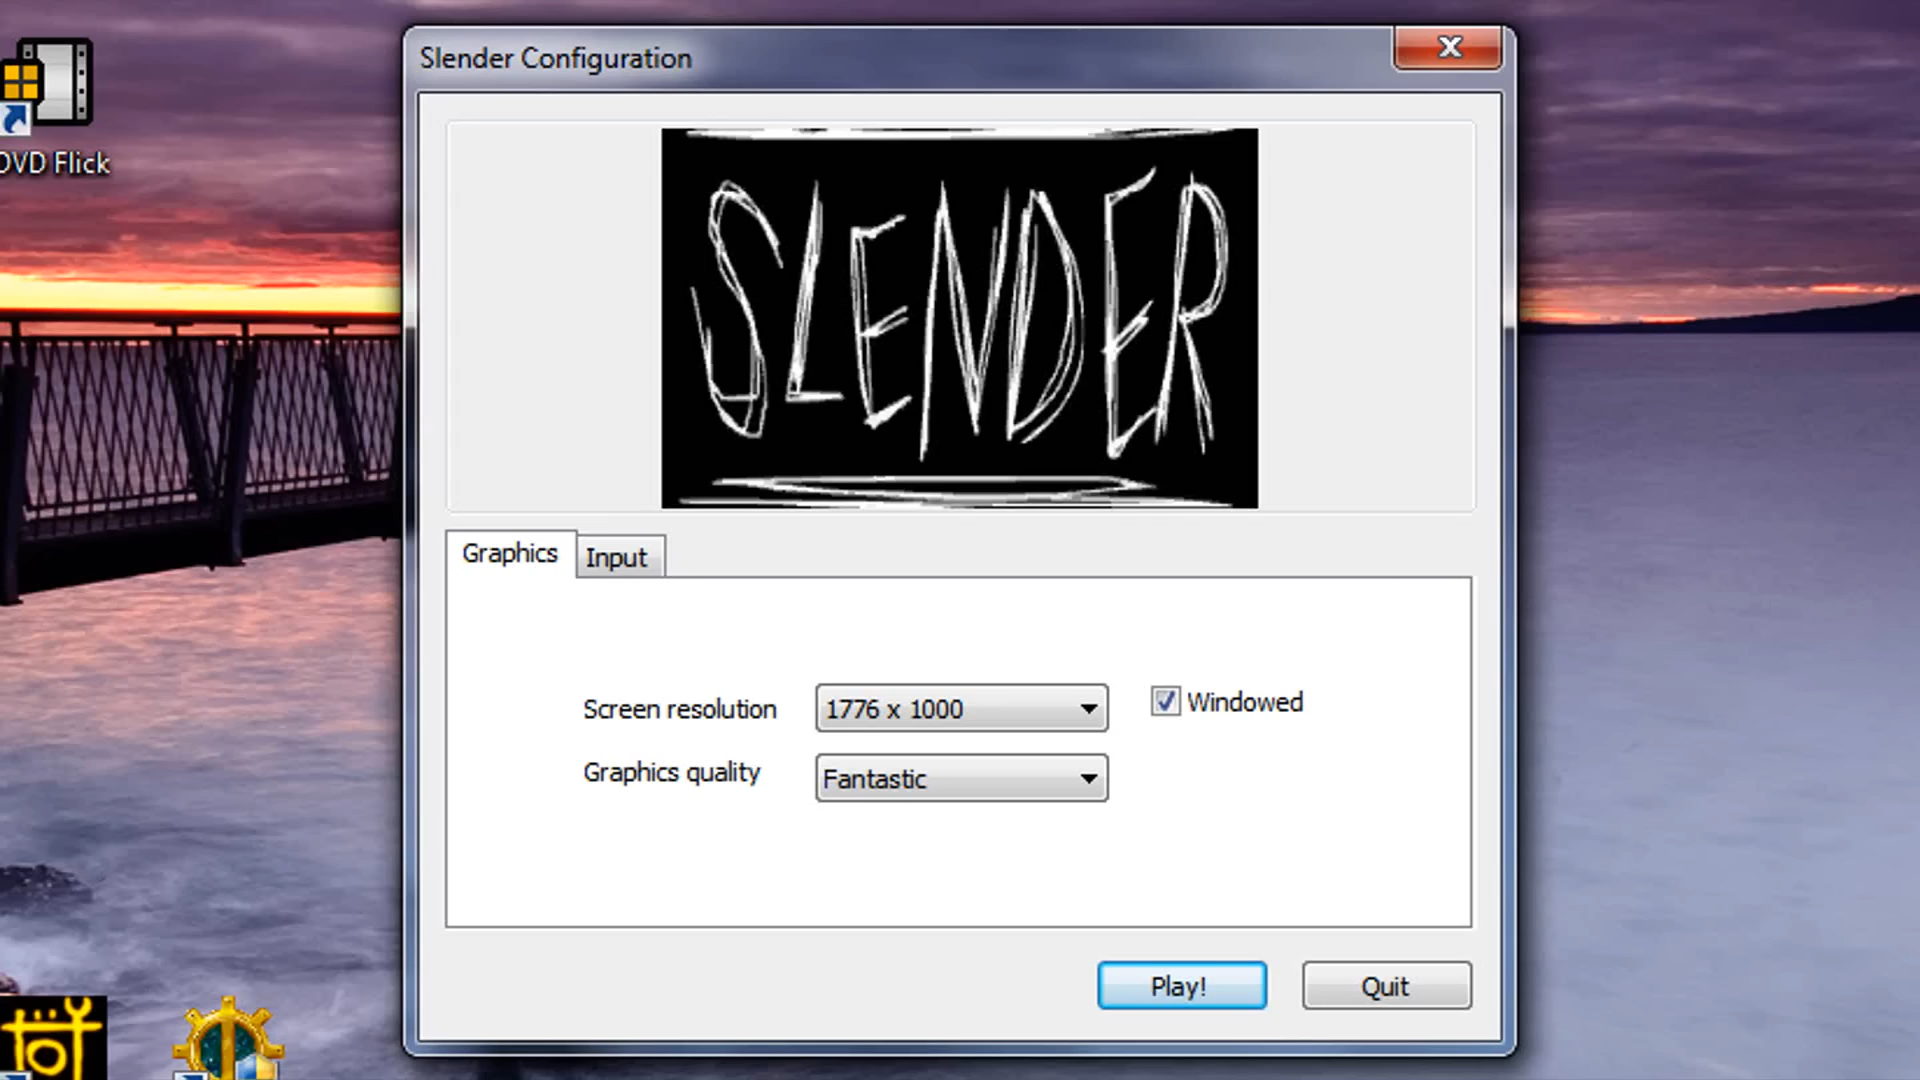 Slender Configuration
DVD Flick
SLENDER
Graphics
Input
Screen resolution
1776 x 1000
Windowed
Graphics quality
Fantastic
Play!
Quit